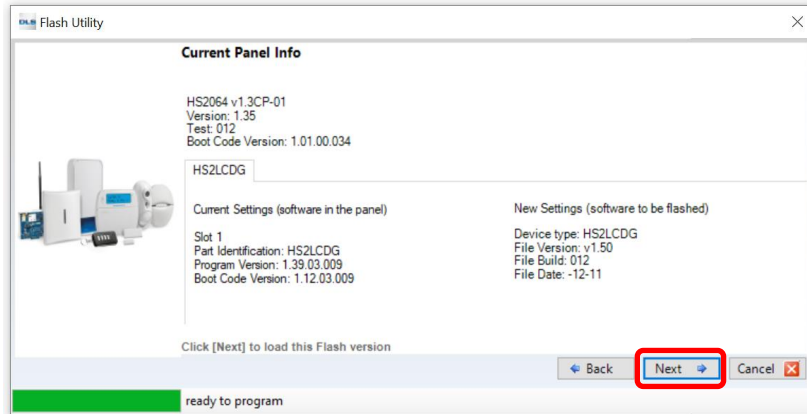 DLS Flash Utility
Current Panel Info
HS2064 v1.3CP-01
Version: 1.35
Test: 012
Boot Code Version: 1.01.00.034
HS2LCDG
Current Settings (software in the panel)
Slot 1
Part Identification: HS2LCDG
Program Version: 1.39.03.009
Boot Code Version: 1.12.03.009
New Settings (software to be flashed)
Device type: HS2LCDG
File Version: v1.50
File Build: 012
File Date: -12-11
Click [Next] to load this Flash version
Back Next Cancel
ready to program